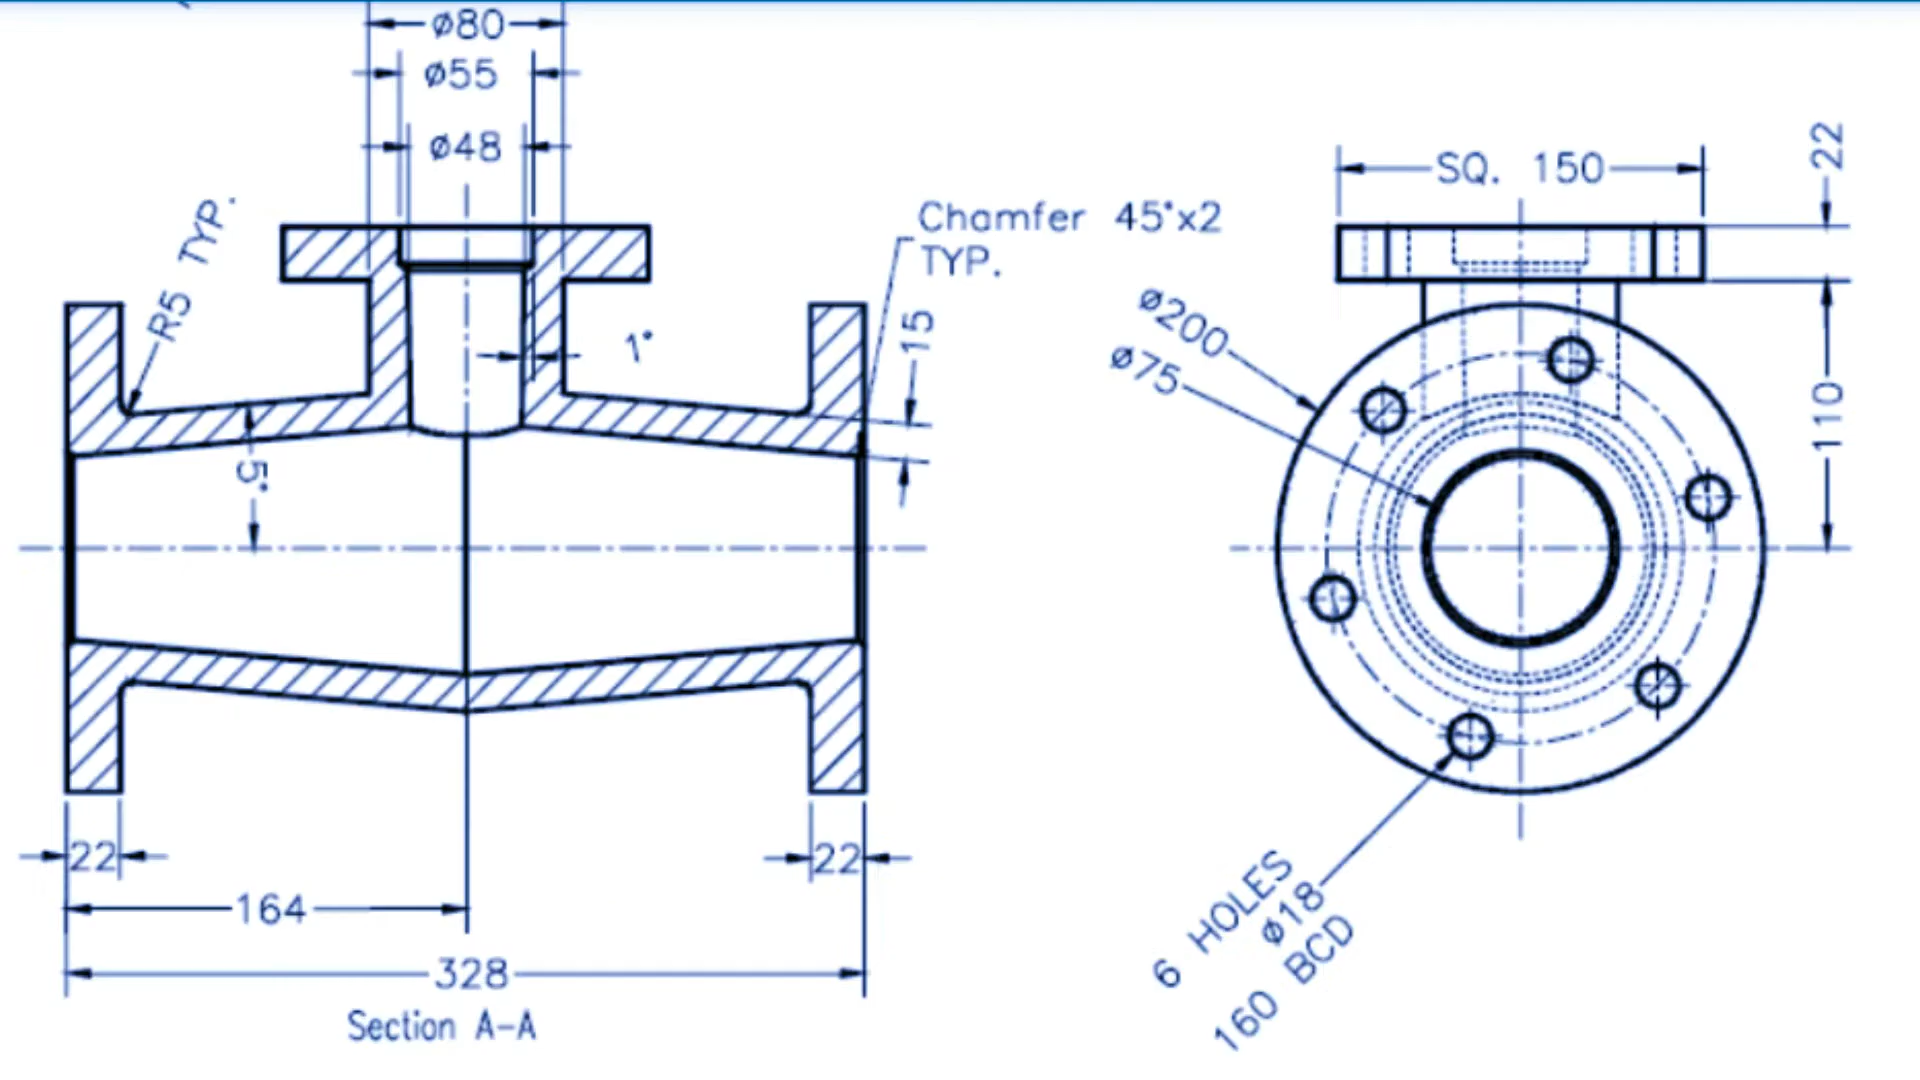 ø80
ø55
ø48
R5 TYP.
Chamfer 45°x2
TYP.
15
1°
5°
22
22
164
328
Section A-A
SQ. 150
22
ø200
ø75
110
6 HOLES
ø18
160 BCD